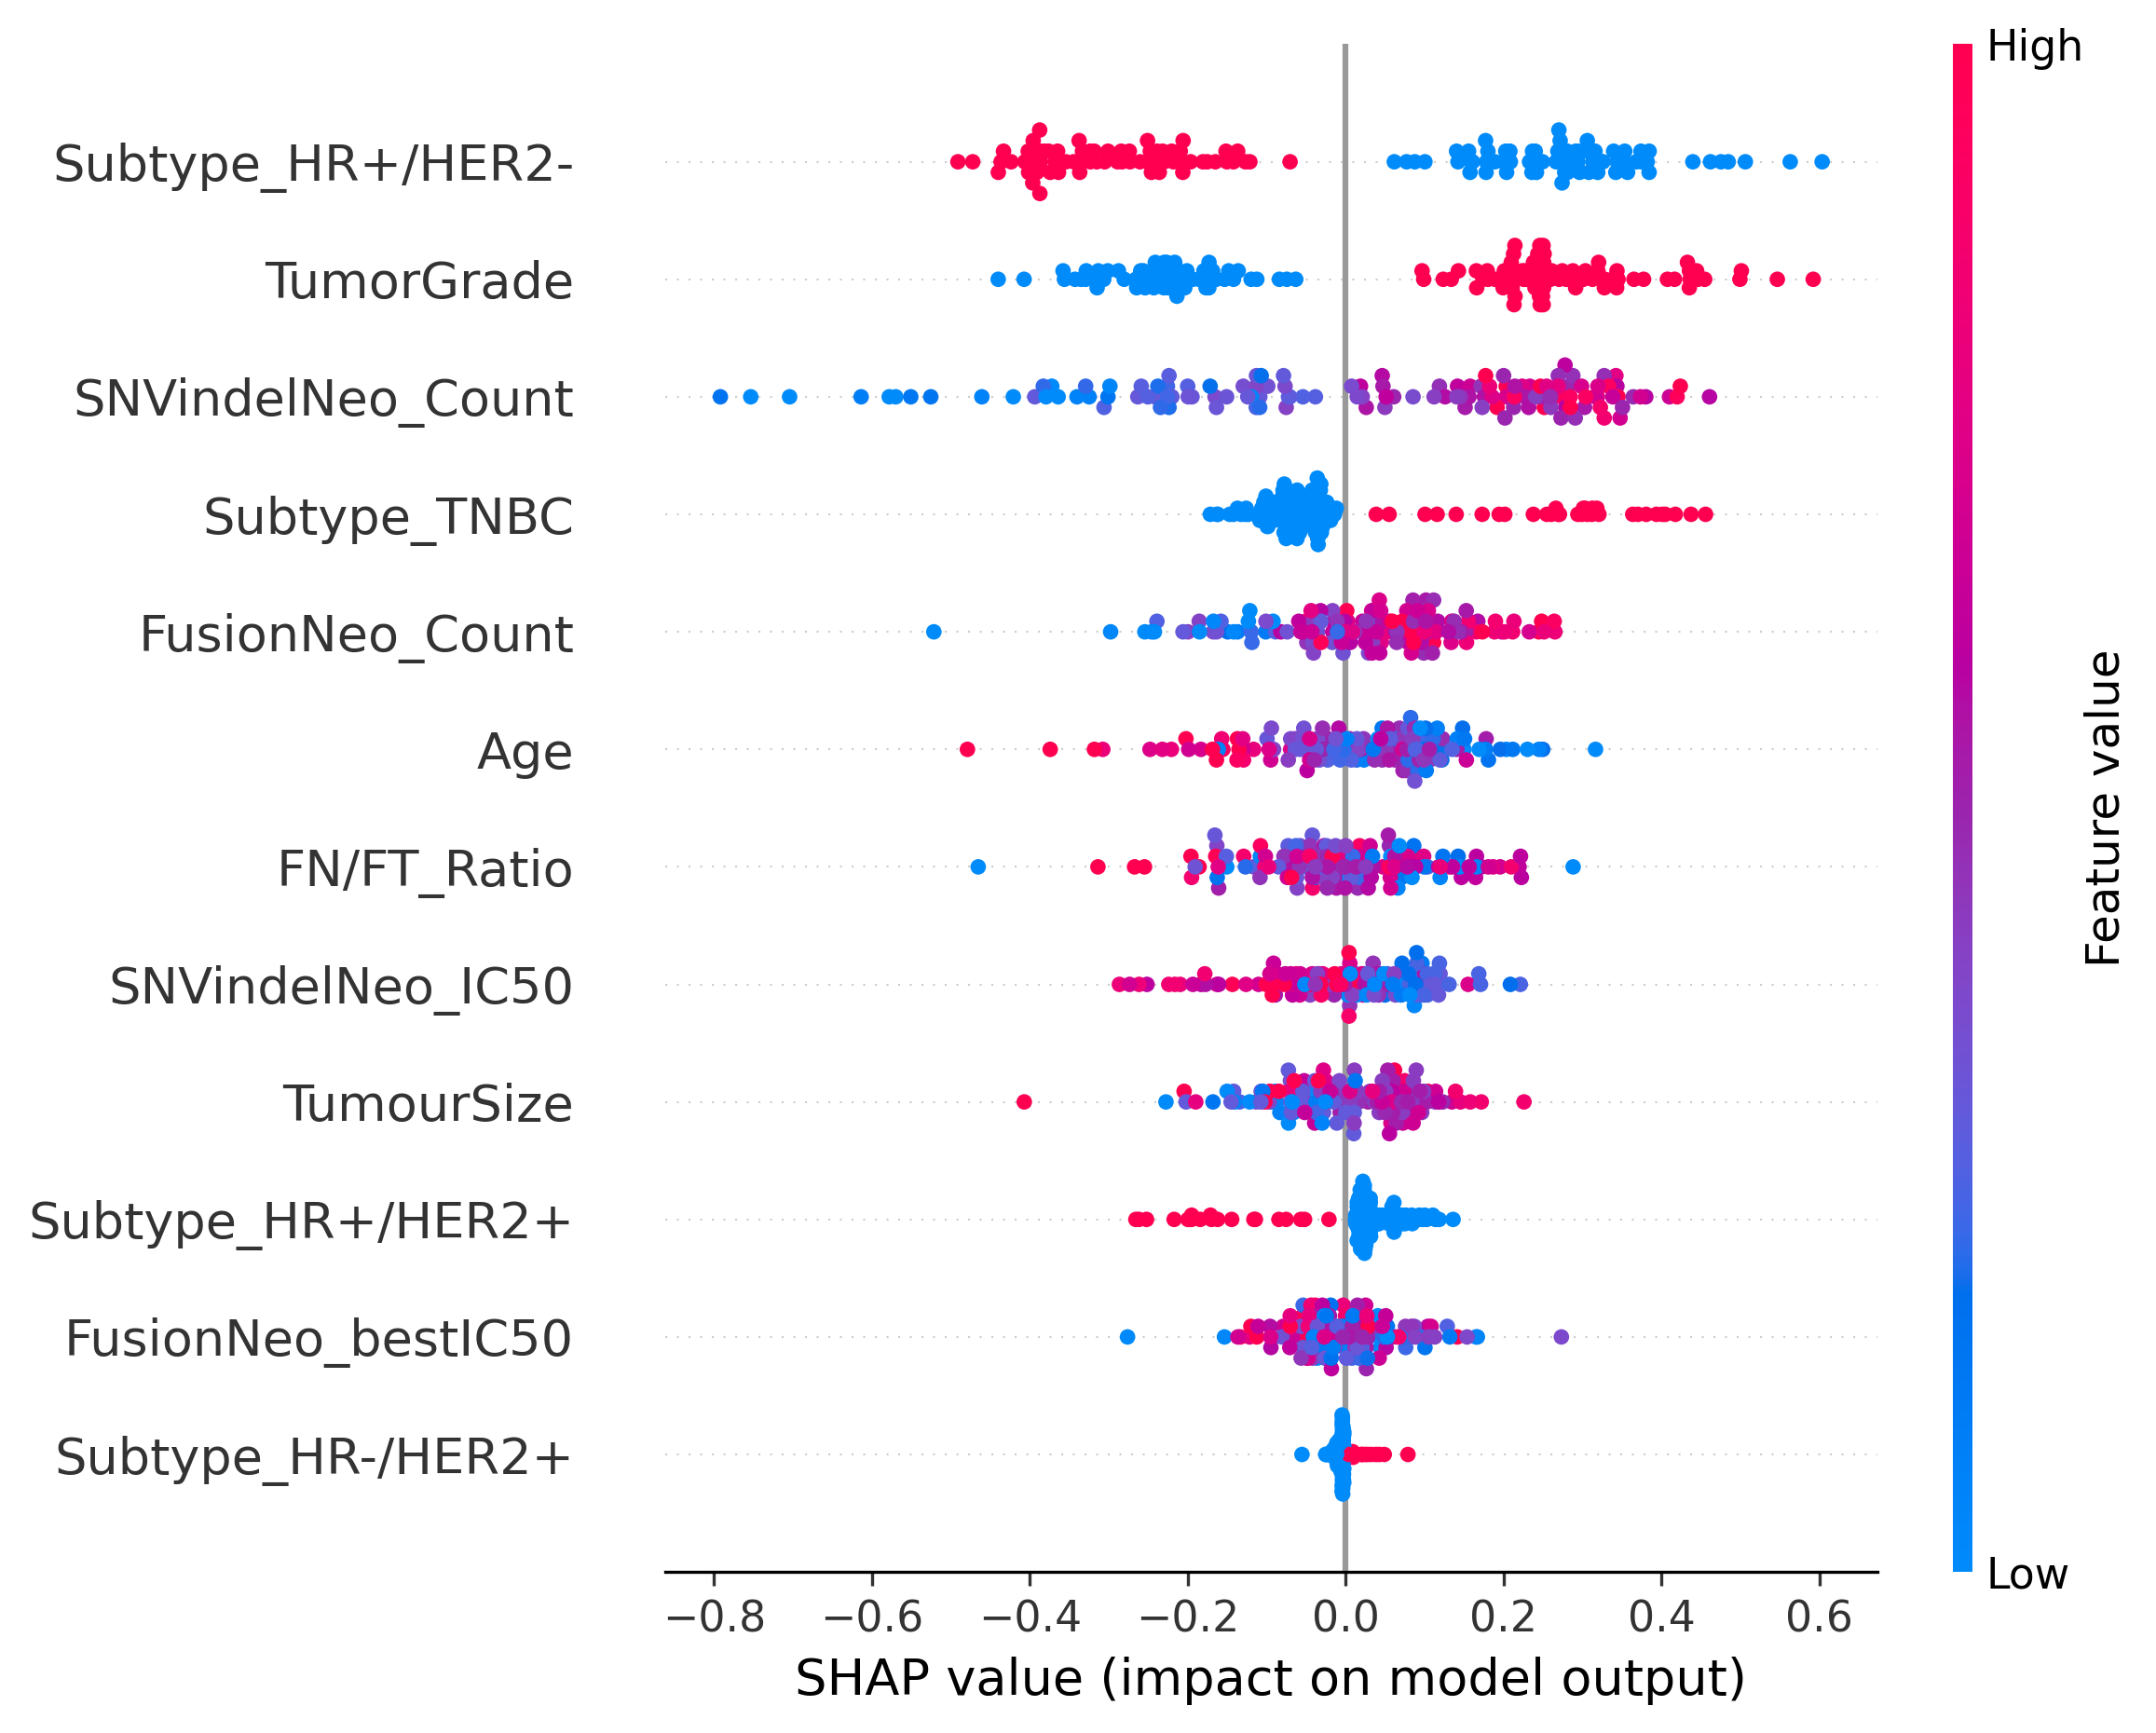 High
Subtype_HR+/HER2-
TumorGrade
SNVindelNeo_Count
Subtype_TNBC
FusionNeo_Count
Age
FN/FT_Ratio
SNVindelNeo_IC50
TumourSize
Subtype_HR+/HER2+
FusionNeo_bestIC50
Subtype_HR-/HER2+
Feature value
Low
−0.8 −0.6 −0.4 −0.2 0.0 0.2 0.4 0.6
SHAP value (impact on model output)